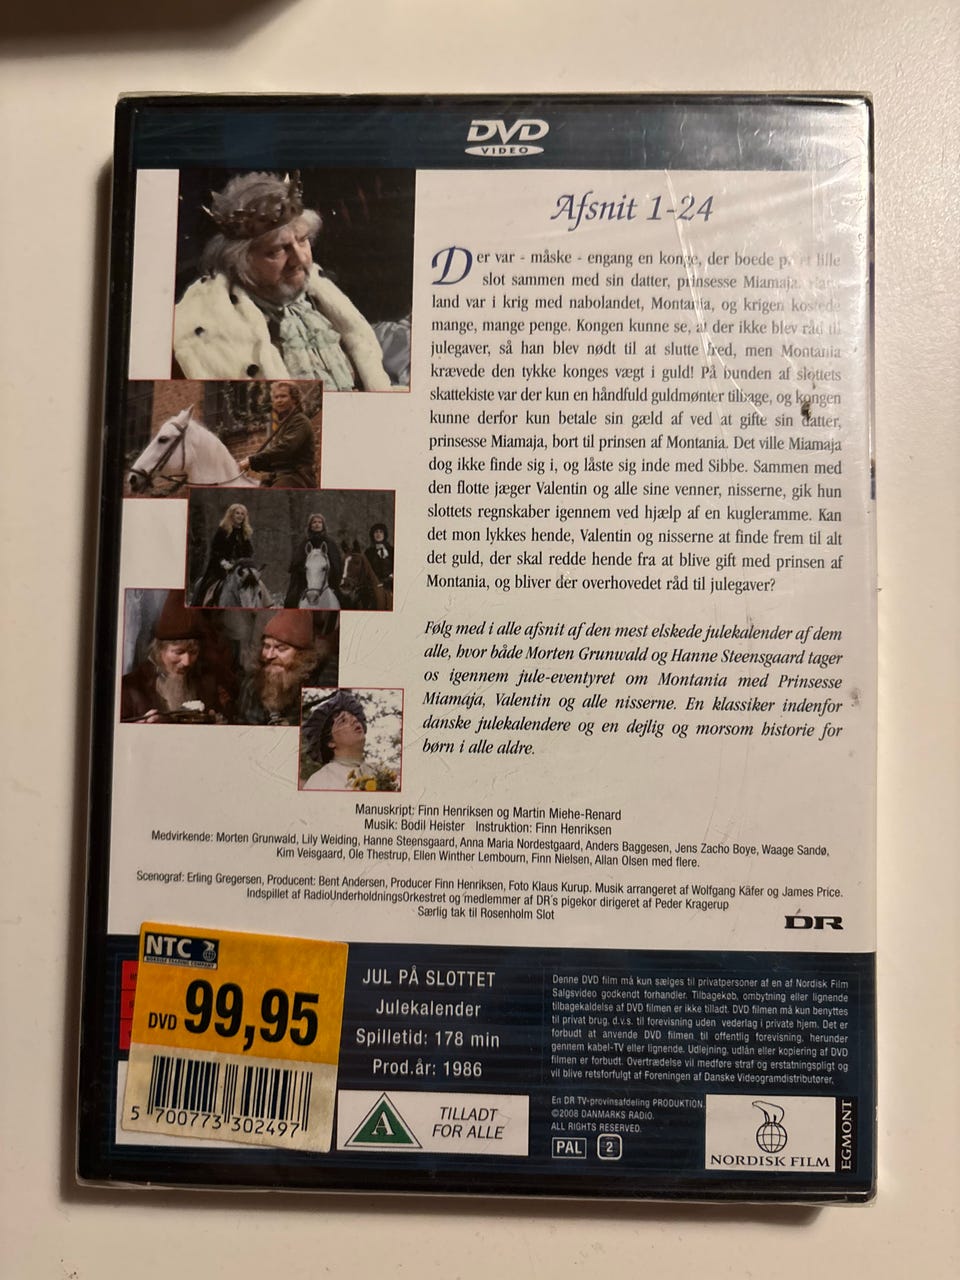 DVD
VIDEO
Afsnit 1-24
Der var - måske - engang en konge, der boede på et lille
slot sammen med sin datter, prinsesse Miamaja.
land var i krig med nabolandet, Montania, og krigen kostede
mange, mange penge. Kongen kunne se, at der ikke blev råd til
julegaver, så han blev nødt til at slutte fred, men Montania
krævede den tykke konges vægt i guld! På bunden af slottets
skattekiste var der kun en håndfuld guldmønter tilbage, og kongen
kunne derfor kun betale sin gæld af ved at gifte sin datter,
prinsesse Miamaja, bort til prinsen af Montania. Det ville Miamaja
dog ikke finde sig i, og låste sig inde med Sibbe. Sammen med
den flotte jæger Valentin og alle sine venner, nisserne, gik hun
slottets regnskaber igennem ved hjælp af en kugleramme. Kan
det mon lykkes hende, Valentin og nisserne at finde frem til alt
det guld, der skal redde hende fra at blive gift med prinsen af
Montania, og bliver der overhovedet råd til julegaver?
Følg med i alle afsnit af den mest elskede julekalender af dem
alle, hvor både Morten Grunwald og Hanne Steensgaard tager
os igennem jule-eventyret om Montania med Prinsesse
Miamaja, Valentin og alle nisserne. En klassiker indenfor
danske julekalendere og en dejlig og morsom historie for
børn i alle aldre.
Manuskript: Finn Henriksen og Martin Miehe-Renard
Musik: Bodil Heister Instruktion: Finn Henriksen
Medvirkende: Morten Grunwald, Lily Weiding, Hanne Steensgaard, Anna Maria Nordestgaard, Anders Baggesen, Jens Zacho Boye, Waage Sandø,
Kim Veisgaard, Ole Thestrup, Ellen Winther Lembourn, Finn Nielsen, Allan Olsen med flere.
Scenograf: Erling Gregersen, Producent: Bent Andersen, Producer Finn Henriksen, Foto Klaus Kurup. Musik arrangeret af Wolfgang Käfer og James Price.
Indspillet af RadioUnderholdningsOrkestret og medlemmer af DR's pigekor dirigeret af Peder Kragerup
Særlig tak til Rosenholm Slot
DR
NTC
DVD 99,95
5 700773 302497
JUL PÅ SLOTTET
Julekalender
Spilletid: 178 min
Prod.år: 1986
A
TILLADT
FOR ALLE
Denne DVD film må kun sælges til privatpersoner af en af Nordisk Film
Salgsvideo godkendt forhandler. Tilbagekøb, ombytning eller lignende
tilbagekaldelse af DVD filmen er ikke tilladt. DVD filmen må kun benyttes
til privat brug, d.v.s. til forevisning uden vederlag i private hjem. Det er
forbudt at anvende DVD filmen til offentlig forevisning, herunder
gennem kabel-TV eller lignende. Udlejning, udlån eller kopiering af DVD
filmen er forbudt. Overtrædelse vil medføre straf og erstatningspligt og
vil blive retsforfulgt af Foreningen af Danske Videogramdistributører.
En DR TV-provinsafdeling PRODUKTION.
©2008 DANMARKS RADIO.
ALL RIGHTS RESERVED.
PAL 2
NORDISK FILM
EGMONT